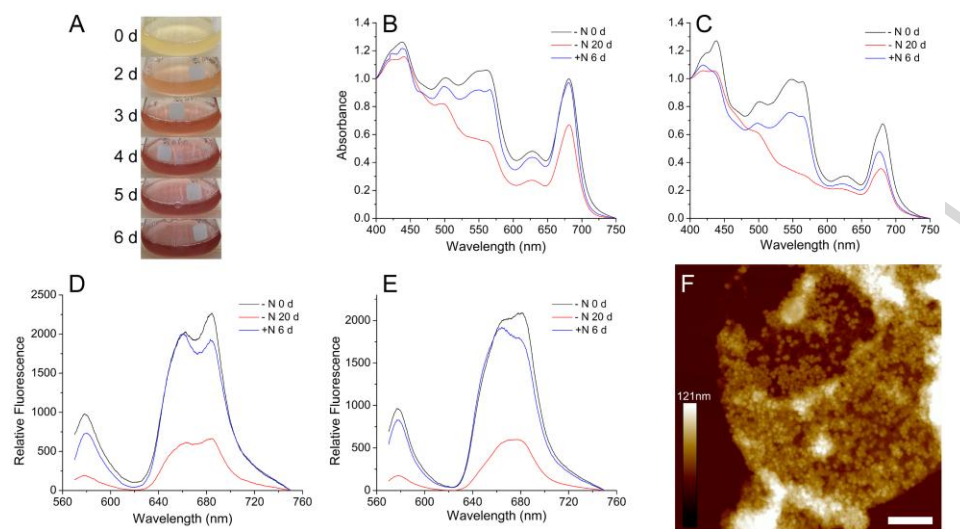 A
0 d
2 d
3 d
4 d
5 d
6 d
B
- N 0 d
- N 20 d
+N 6 d
1.4
1.2
1.0
0.8
0.6
0.4
0.2
0.0
Absorbance
400 450 500 550 600 650 700 750
Wavelength (nm)
C
- N 0 d
- N 20 d
+N 6 d
1.4
1.2
1.0
0.8
0.6
0.4
0.2
0.0
400 450 500 550 600 650 700 750
Wavelength (nm)
D
- N 0 d
- N 20 d
+N 6 d
2500
2000
1500
1000
500
0
Relative Fluorescence
560 600 640 680 720 760
Wavelength (nm)
E
- N 0 d
- N 20 d
+N 6 d
2000
1500
1000
500
0
Relative Fluorescence
560 600 640 680 720 760
Wavelength (nm)
F
121nm